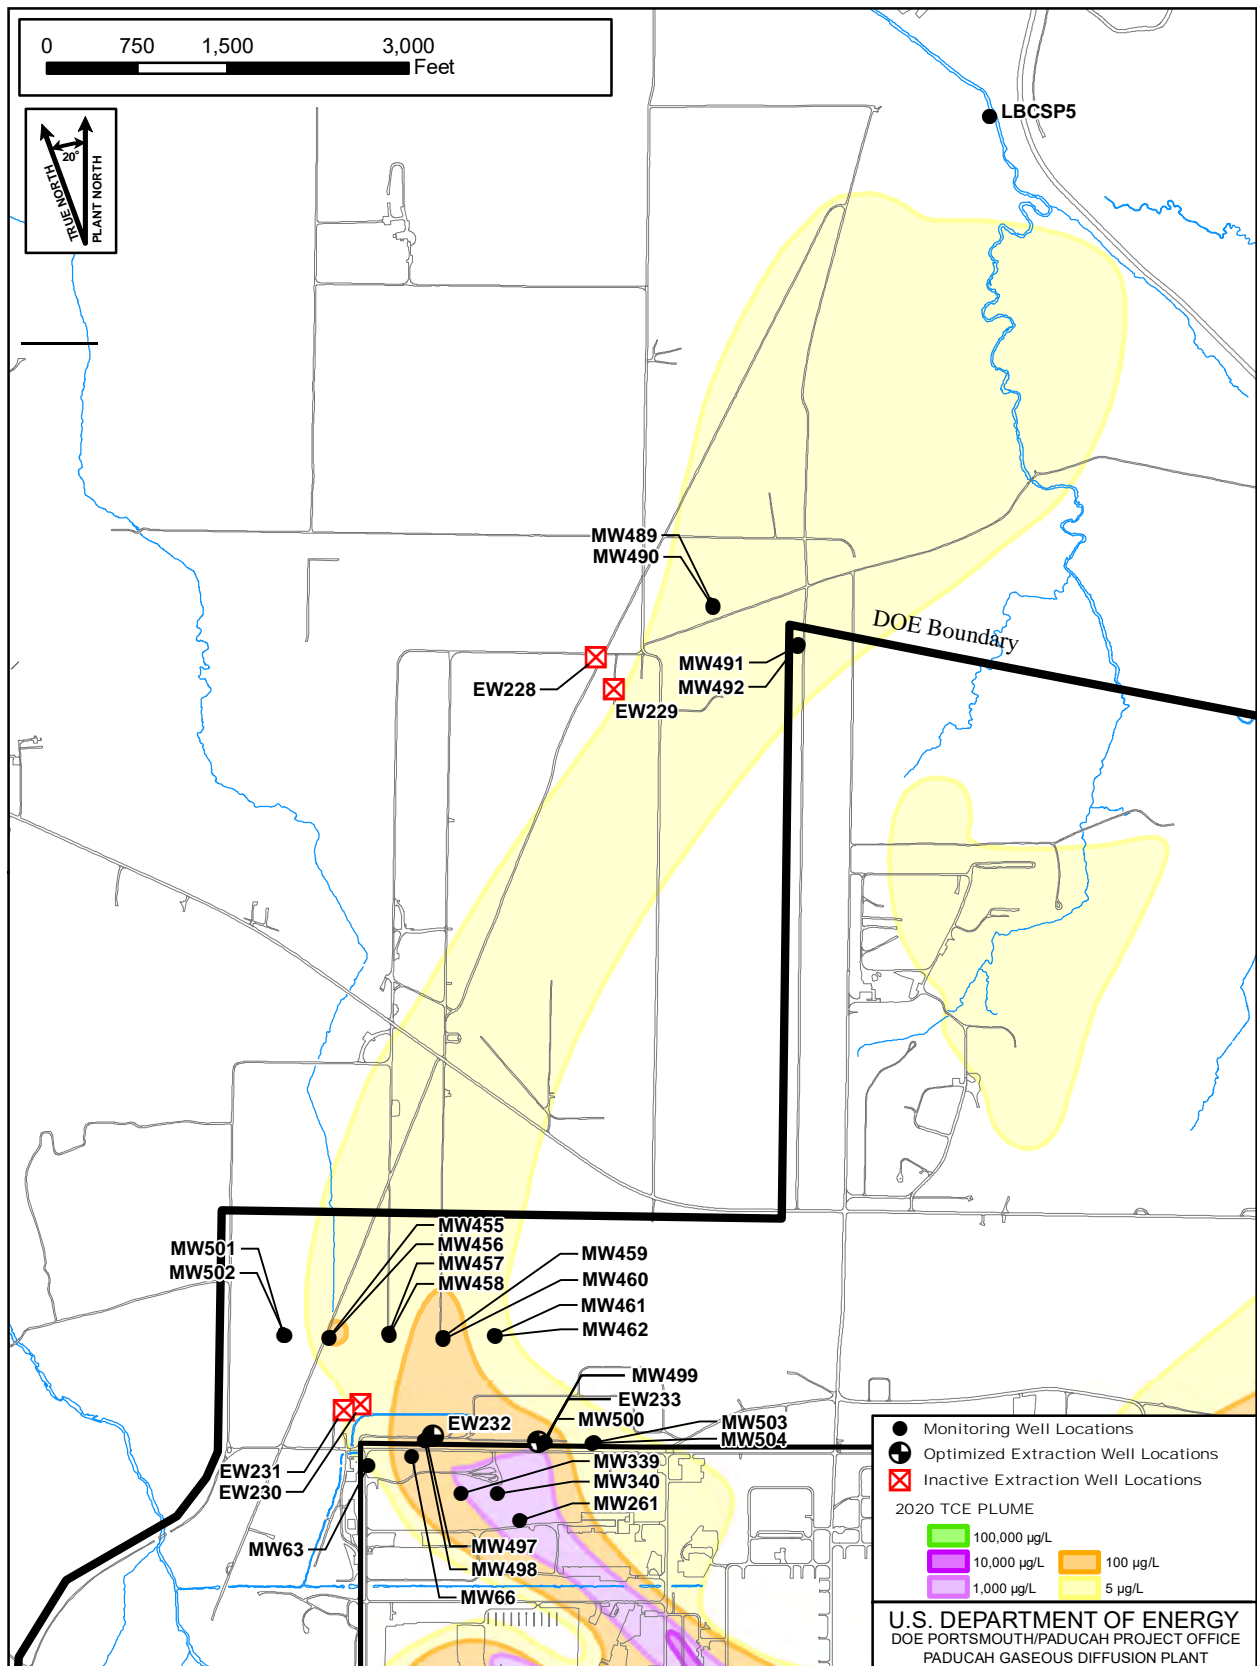 0 750 1,500 3,000
Feet
TRUE NORTH
20°
PLANT NORTH
LBCSP5
MW489
MW490
DOE Boundary
MW491
MW492
EW228
EW229
MW455
MW456
MW457
MW458
MW501
MW502
MW459
MW460
MW461
MW462
MW499
EW233
MW500
EW232
MW503
MW504
EW231
EW230
MW339
MW340
MW261
MW63
MW497
MW498
MW66
Monitoring Well Locations
Optimized Extraction Well Locations
Inactive Extraction Well Locations
2020 TCE PLUME
100,000 µg/L
10,000 µg/L 100 µg/L
1,000 µg/L 5 µg/L
U.S. DEPARTMENT OF ENERGY
DOE PORTSMOUTH/PADUCAH PROJECT OFFICE
PADUCAH GASEOUS DIFFUSION PLANT